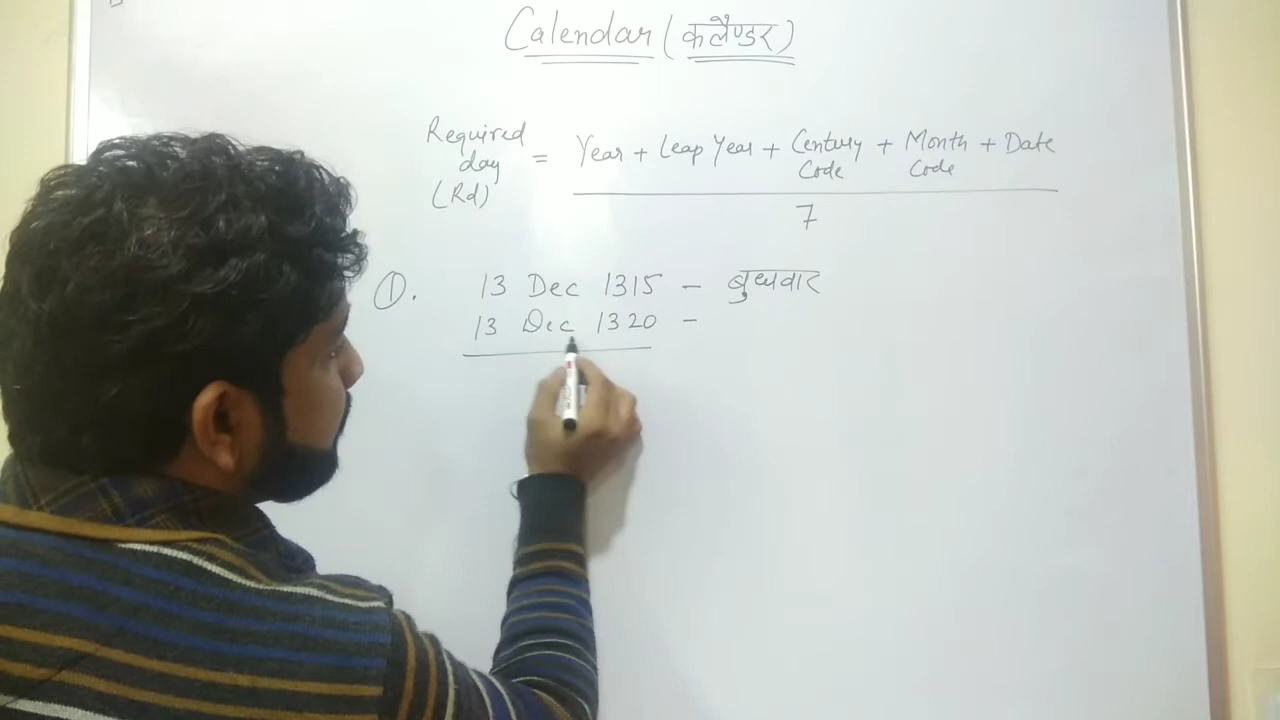 Calendar (कलैण्डर)
Required day (Rd) = Year + Leap Year + Century Code + Month Code + Date
7
①. 13 Dec 1315 – बुधवार
13 Dec 1320 –